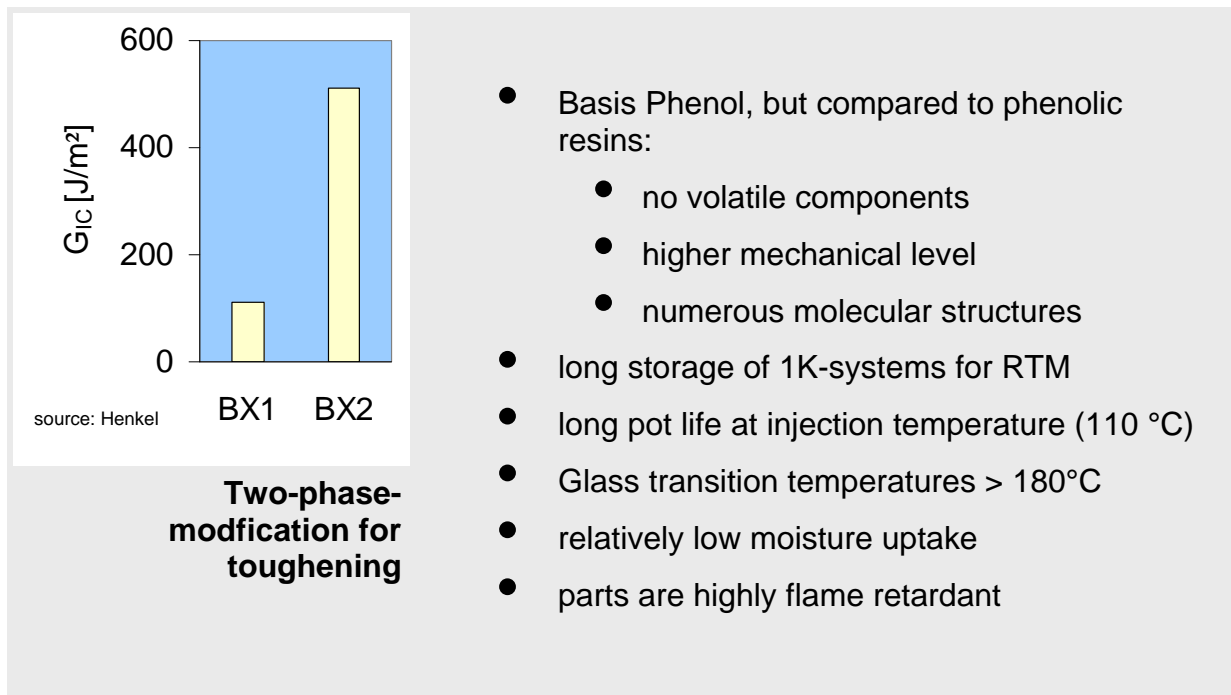 600
400
200
0
G_IC [J/m²]
BX1 BX2
source: Henkel
Two-phase-
modfication for
toughening
• Basis Phenol, but compared to phenolic
resins:
• no volatile components
• higher mechanical level
• numerous molecular structures
• long storage of 1K-systems for RTM
• long pot life at injection temperature (110 °C)
• Glass transition temperatures > 180°C
• relatively low moisture uptake
• parts are highly flame retardant